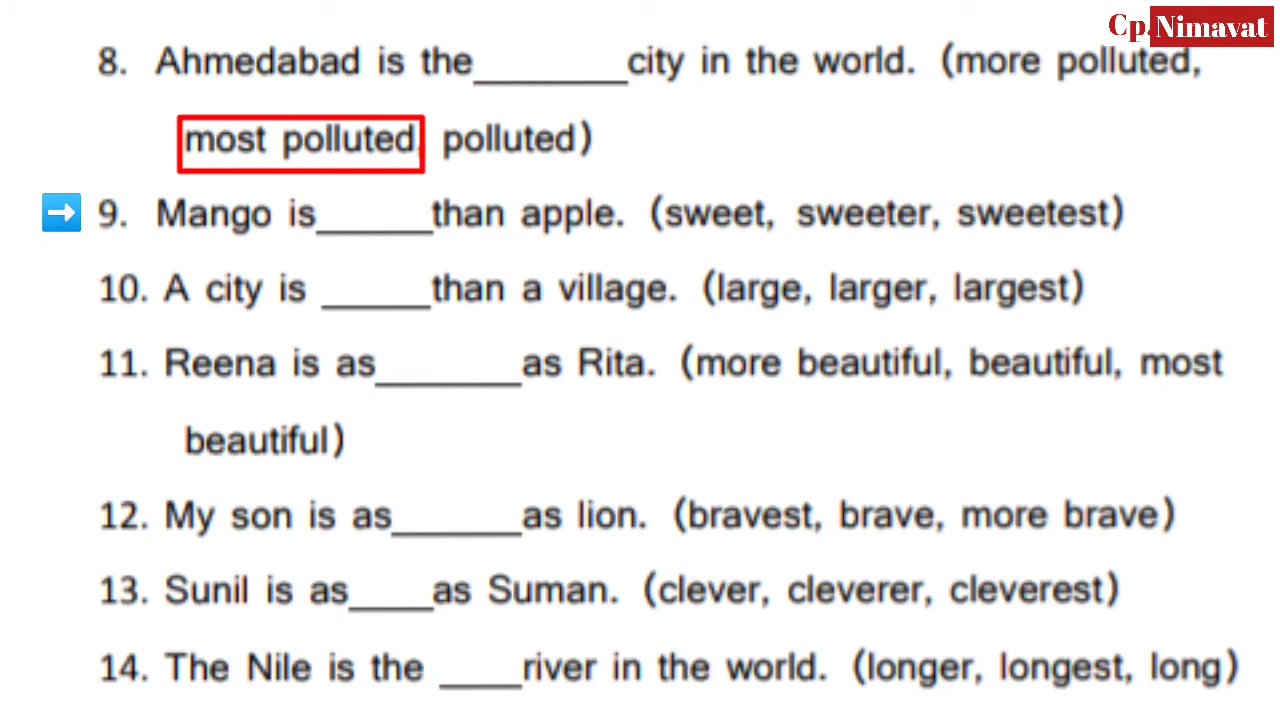 Cp. Nimavat
8. Ahmedabad is the________city in the world. (more polluted,
most polluted, polluted)
➡ 9. Mango is______than apple. (sweet, sweeter, sweetest)
10. A city is ______than a village. (large, larger, largest)
11. Reena is as________as Rita. (more beautiful, beautiful, most
beautiful)
12. My son is as_______as lion. (bravest, brave, more brave)
13. Sunil is as____as Suman. (clever, cleverer, cleverest)
14. The Nile is the ____river in the world. (longer, longest, long)